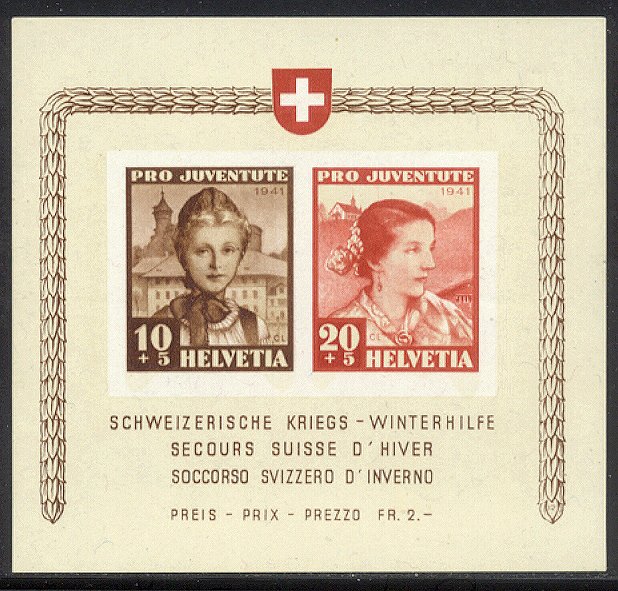 PRO JUVENTUTE
1941
10
+ 5 HELVETIA
PRO JUVENTUTE
1941
20
+ 5 HELVETIA
SCHWEIZERISCHE KRIEGS - WINTERHILFE
SECOURS SUISSE D'HIVER
SOCCORSO SVIZZERO D'INVERNO
PREIS - PRIX - PREZZO FR. 2.-